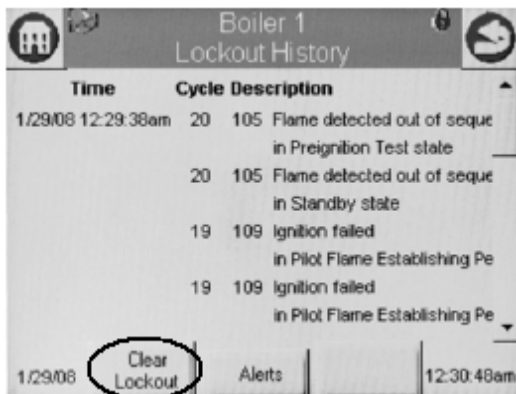 Boiler 1
Lockout History
Time Cycle Description
1/29/08 12:29:38am 20 105 Flame detected out of seque
in Preignition Test state
20 105 Flame detected out of seque
in Standby state
19 109 Ignition failed
in Pilot Flame Establishing Pe
19 109 Ignition failed
in Pilot Flame Establishing Pe
1/29/08 Clear Lockout Alerts 12:30:48am